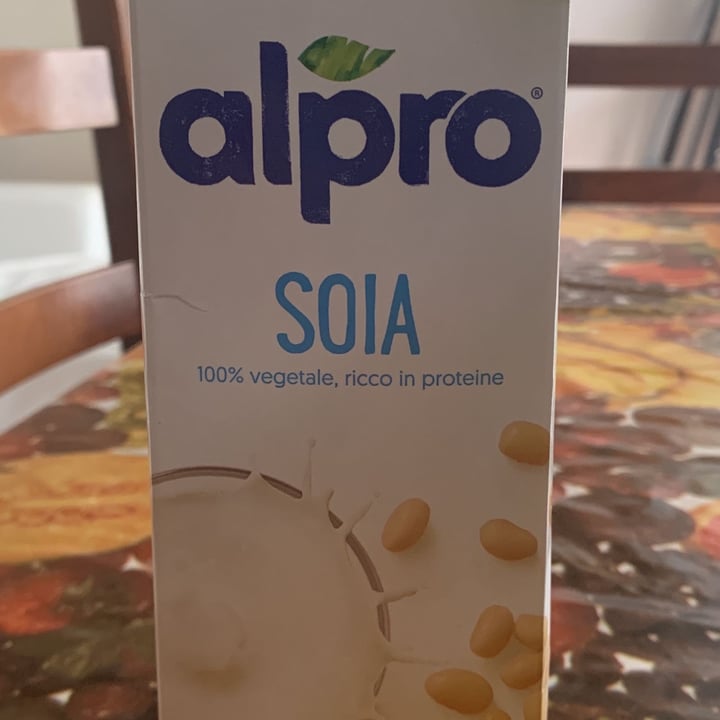 alpro®
SOIA
100% vegetale, ricco in proteine